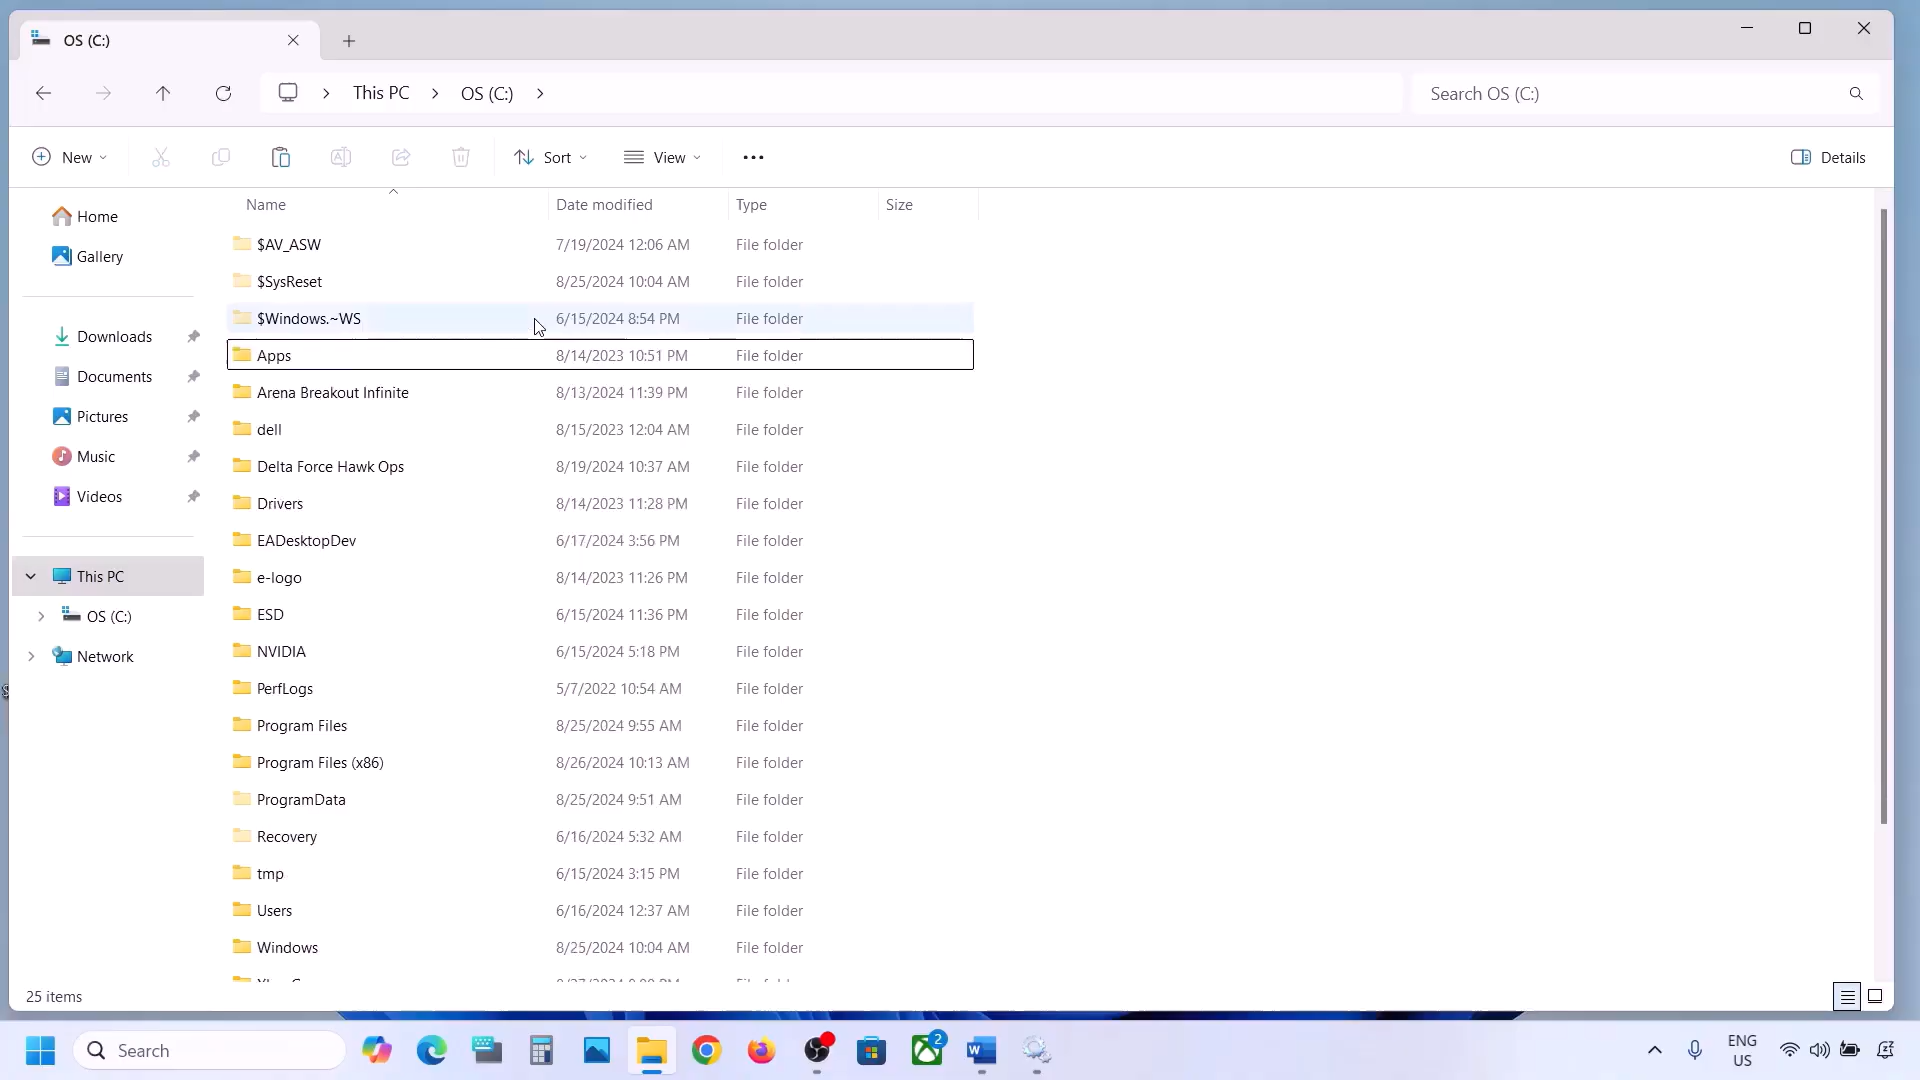 OS (C:)
This PC
OS (C:)
Search OS (C:)
New
Sort
View
Details
Name Date modified Type Size
Home
Gallery
Downloads
Documents
Pictures
Music
Videos
This PC
OS (C:)
Network
$AV_ASW 7/19/2024 12:06 AM File folder
$SysReset 8/25/2024 10:04 AM File folder
$Windows.~WS 6/15/2024 8:54 PM File folder
Apps 8/14/2023 10:51 PM File folder
Arena Breakout Infinite 8/13/2024 11:39 PM File folder
dell 8/15/2023 12:04 AM File folder
Delta Force Hawk Ops 8/19/2024 10:37 AM File folder
Drivers 8/14/2023 11:28 PM File folder
EADesktopDev 6/17/2024 3:56 PM File folder
e-logo 8/14/2023 11:26 PM File folder
ESD 6/15/2024 11:36 PM File folder
NVIDIA 6/15/2024 5:18 PM File folder
PerfLogs 5/7/2022 10:54 AM File folder
Program Files 8/25/2024 9:55 AM File folder
Program Files (x86) 8/26/2024 10:13 AM File folder
ProgramData 8/25/2024 9:51 AM File folder
Recovery 6/16/2024 5:32 AM File folder
tmp 6/15/2024 3:15 PM File folder
Users 6/16/2024 12:37 AM File folder
Windows 8/25/2024 10:04 AM File folder
25 items
Search
2
ENG
US